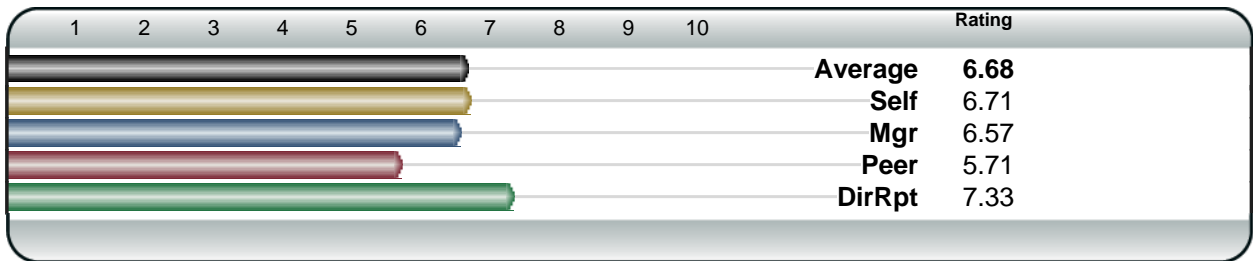 1 2 3 4 5 6 7 8 9 10 Rating
Average 6.68
Self 6.71
Mgr 6.57
Peer 5.71
DirRpt 7.33